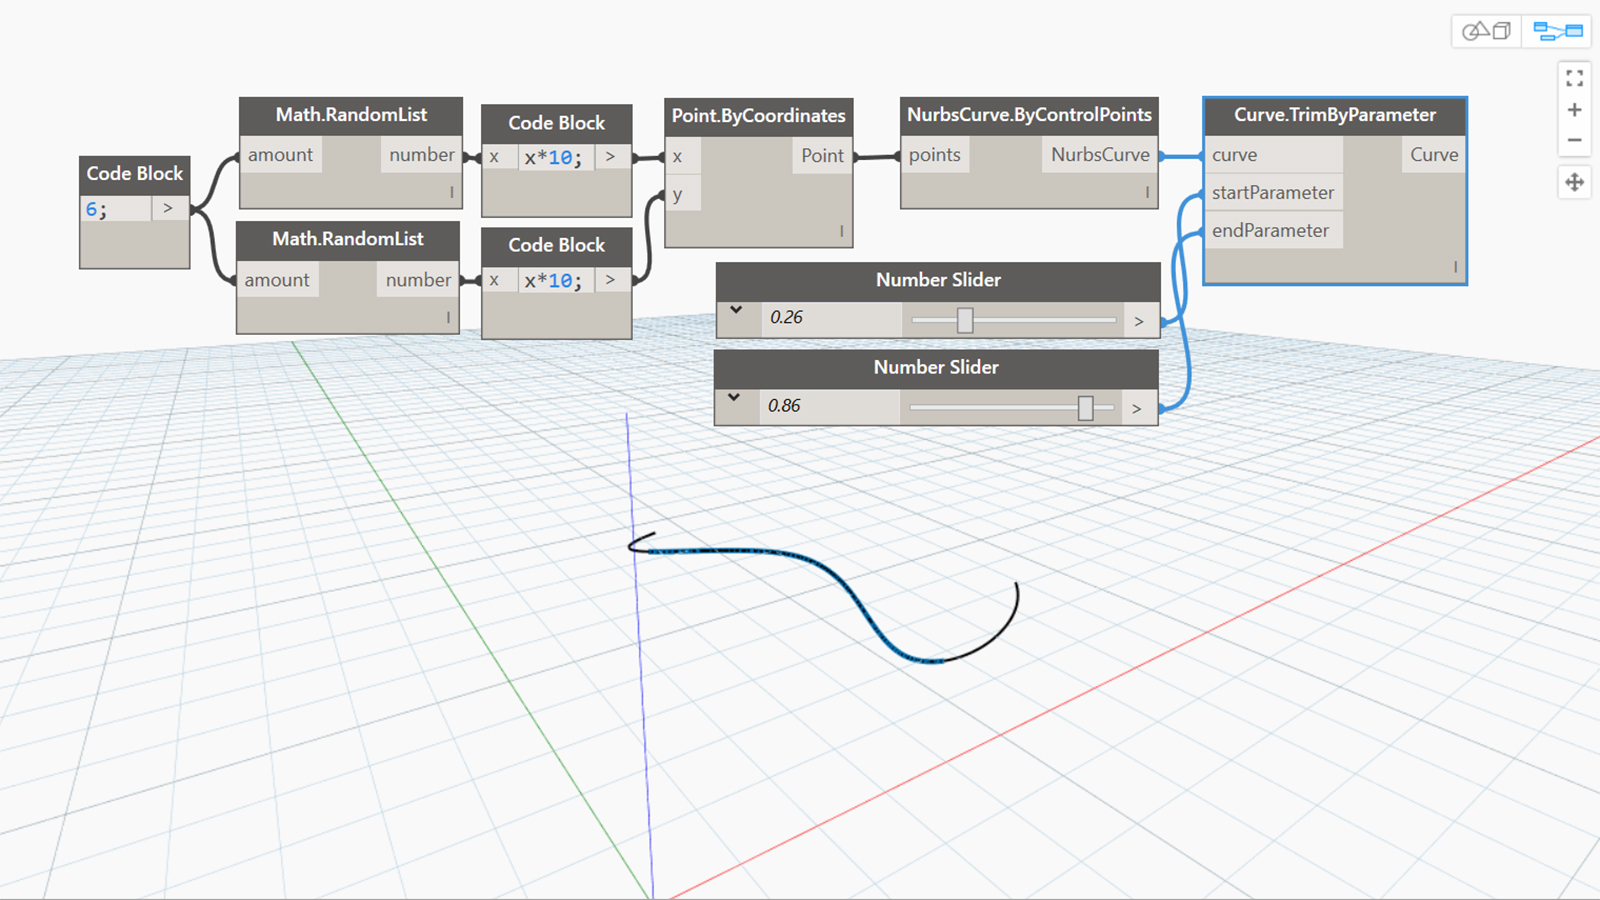 Code Block
6; >
Math.RandomList
amount number
l
Math.RandomList
amount number
l
Code Block
x x*10; >
Code Block
x x*10; >
Point.ByCoordinates
x Point
y
l
NurbsCurve.ByControlPoints
points NurbsCurve
l
Curve.TrimByParameter
curve Curve
startParameter
endParameter
l
Number Slider
0.26 >
Number Slider
0.86 >